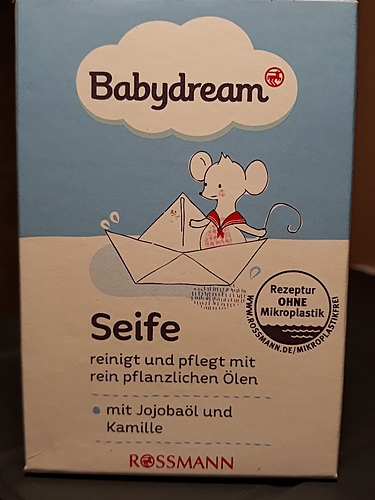 Babydream
Rezeptur
OHNE
Mikroplastik
WWW.ROSSMANN.DE/MIKROPLASTIKFREI
Seife
reinigt und pflegt mit
rein pflanzlichen Ölen
mit Jojobaöl und
Kamille
ROSSMANN